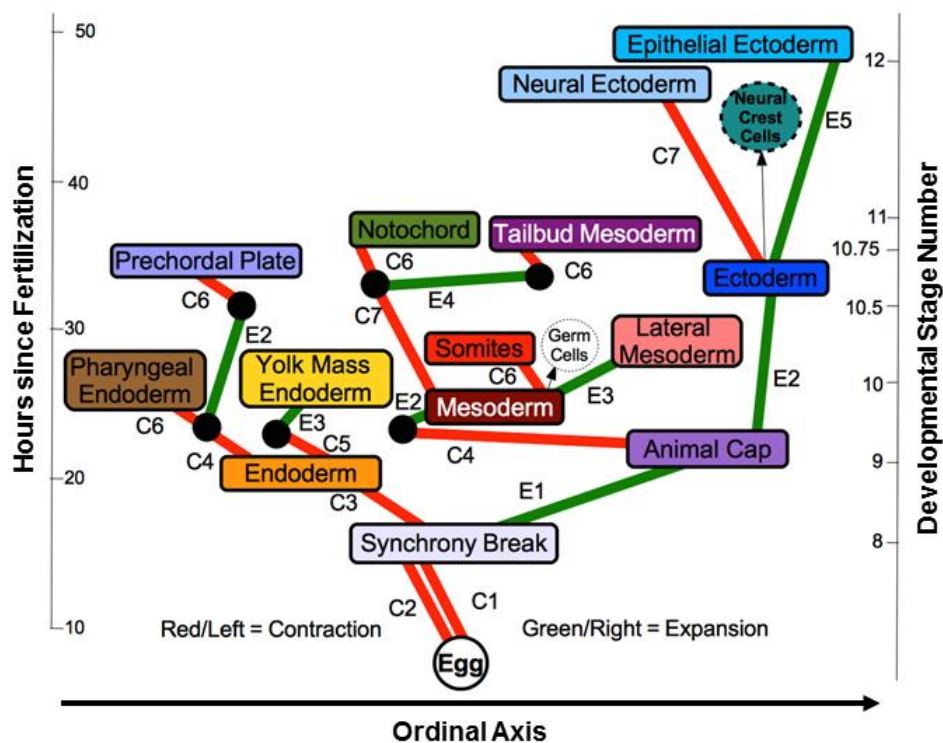 50
Epithelial Ectoderm
12
Neural Ectoderm
Neural
Crest
Cells
E5
C7
40
11
Notochord
Tailbud Mesoderm
10.75
Prechordal Plate
C6
C6
Ectoderm
C6
E4
10.5
C7
30
E2
Lateral
Mesoderm
Somites
Germ
Cells
Pharyngeal
Endoderm
Yolk Mass
Endoderm
C6
E3
E2
10
E2
Mesoderm
C6
E3
C5
C4
C4
Animal Cap
9
Endoderm
20
C3
E1
Synchrony Break
8
C2
C1
10
Red/Left = Contraction
Green/Right = Expansion
Egg
Ordinal Axis
Hours since Fertilization
Developmental Stage Number